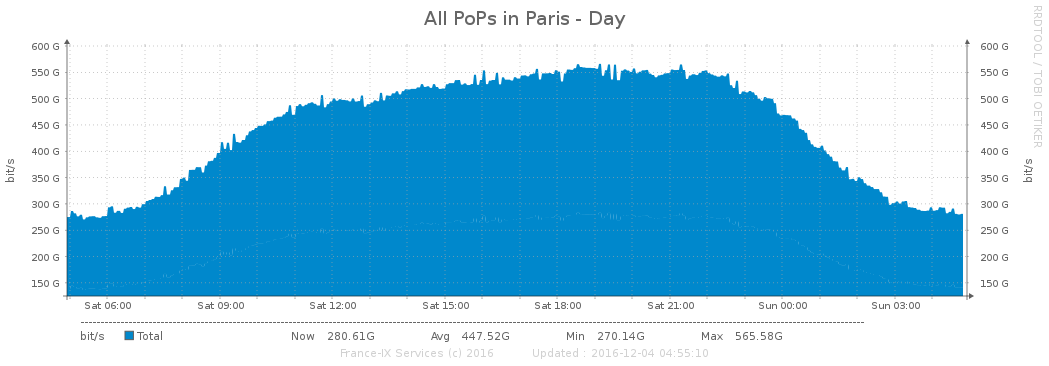 All PoPs in Paris - Day
RRDTOOL / TOBI OETIKER
bit/s
600 G
550 G
500 G
450 G
400 G
350 G
300 G
250 G
200 G
150 G
600 G
550 G
500 G
450 G
400 G
350 G
300 G
250 G
200 G
150 G
bit/s
Sat 06:00 Sat 09:00 Sat 12:00 Sat 15:00 Sat 18:00 Sat 21:00 Sun 00:00 Sun 03:00
bit/s Total Now 280.61G Avg 447.52G Min 270.14G Max 565.58G
France-IX Services (c) 2016 Updated : 2016-12-04 04:55:10